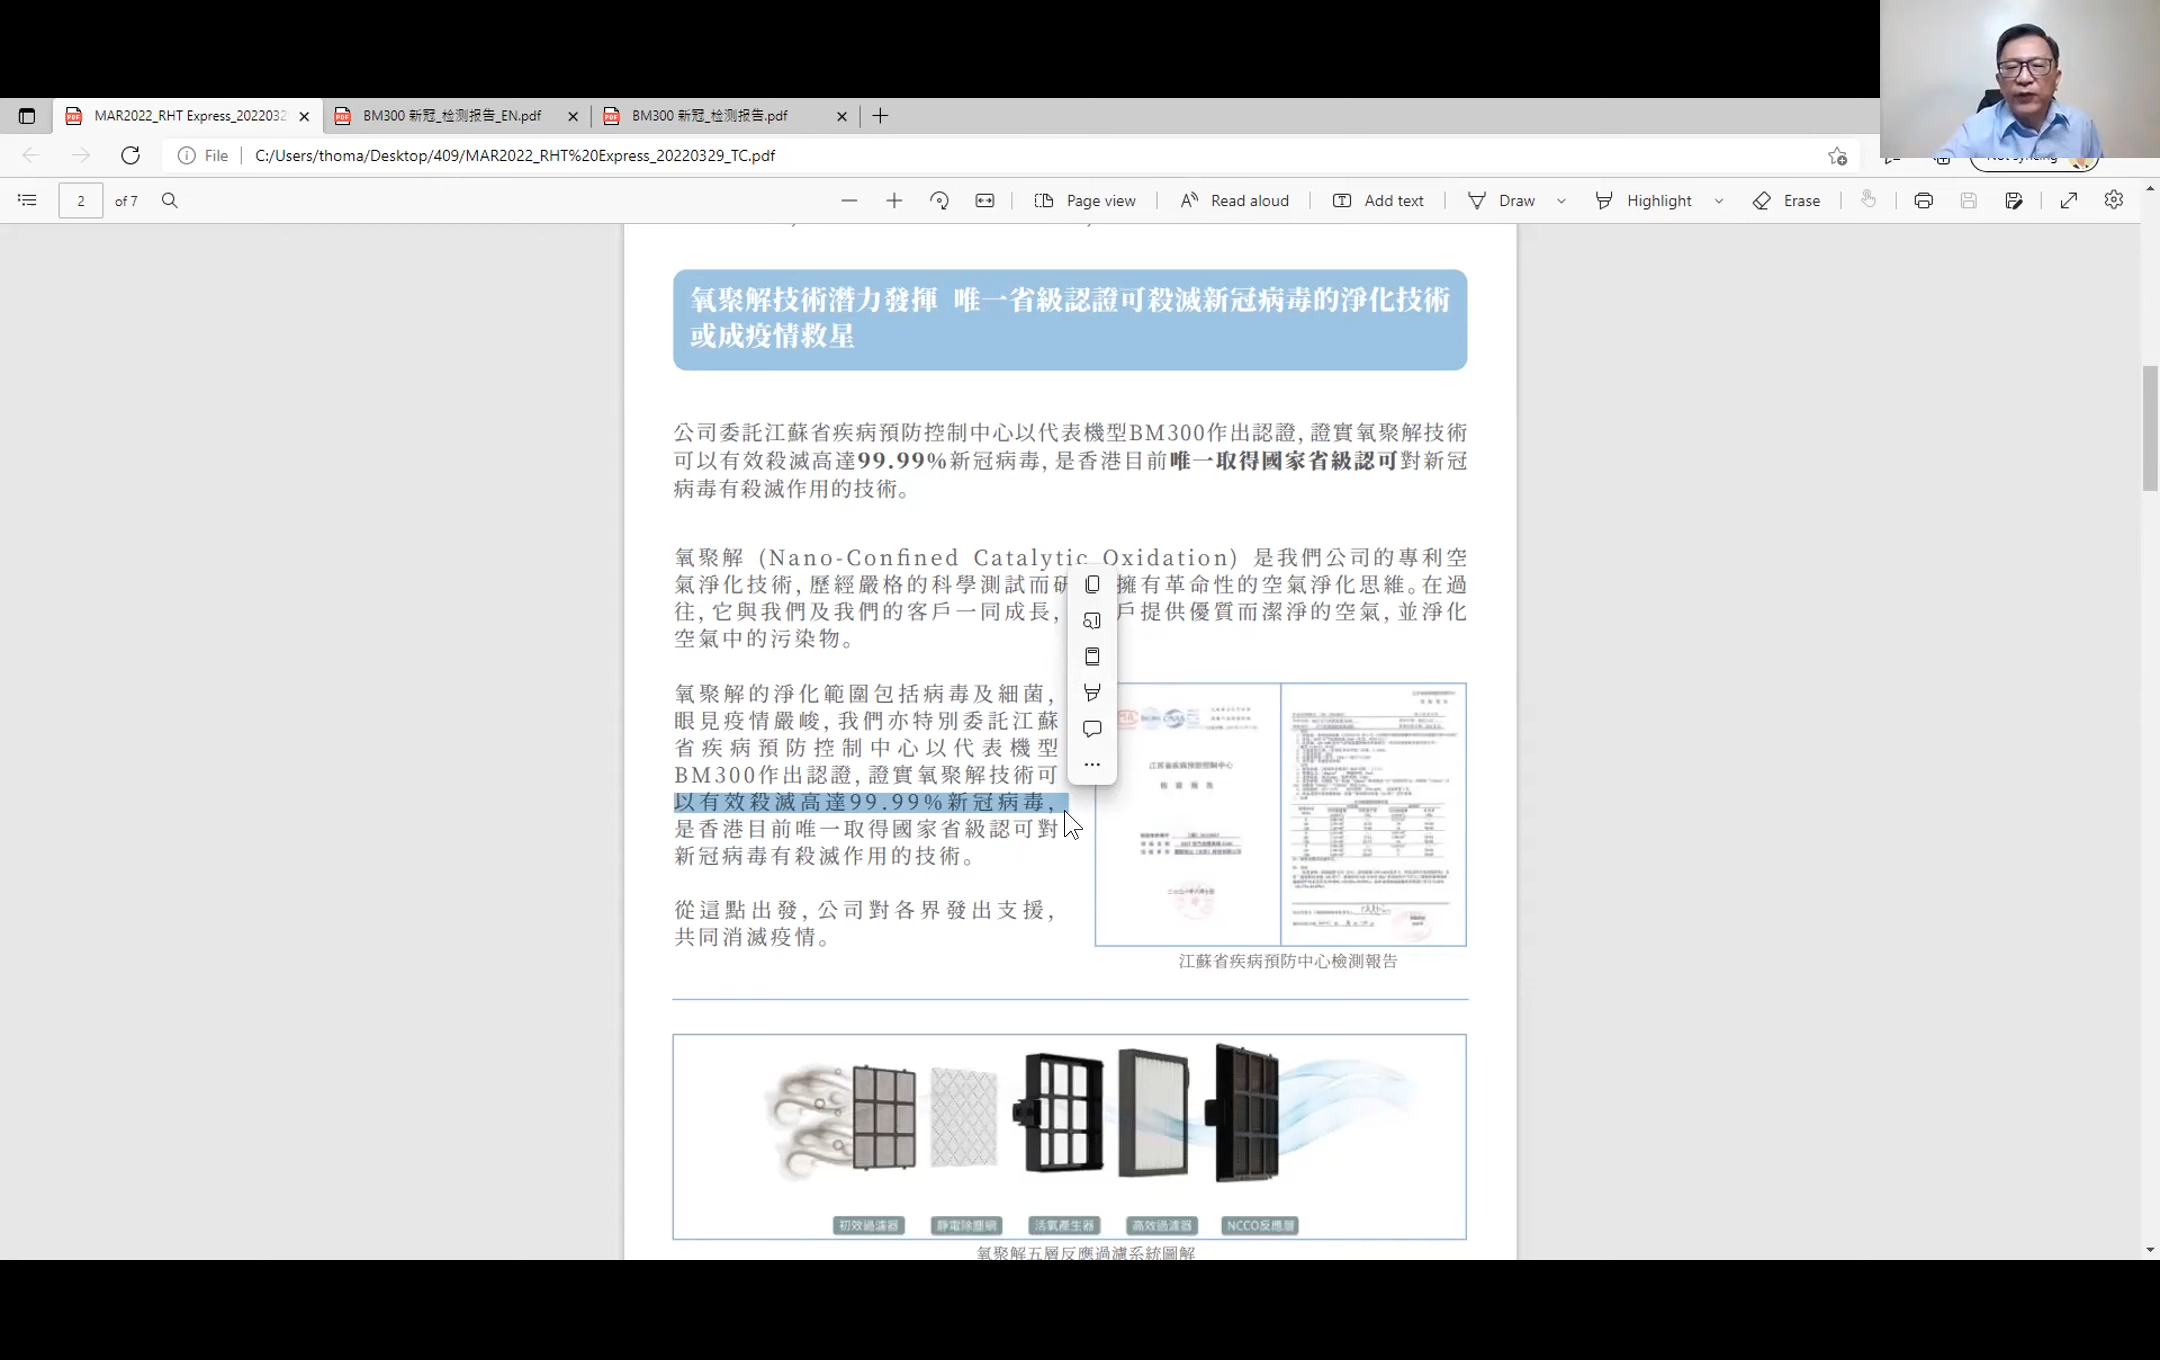 MAR2022_RHT Express_2022032
BM300 新冠_检测报告_EN.pdf
BM300 新冠_检测报告.pdf
File
C:/Users/thoma/Desktop/409/MAR2022_RHT%20Express_20220329_TC.pdf
2 of 7
Page view
Read aloud
Add text
Draw
Highlight
Erase
氧聚解技術潛力發揮 唯一省級認證可殺滅新冠病毒的淨化技術
或成疫情救星
公司委託江蘇省疾病預防控制中心以代表機型BM300作出認證，證實氧聚解技術
可以有效殺滅高達99.99%新冠病毒，是香港目前唯一取得國家省級認可對新冠
病毒有殺滅作用的技術。
氧聚解 (Nano-Confined Catalytic Oxidation) 是我們公司的專利空
氣淨化技術，歷經嚴格的科學測試而研 擁有革命性的空氣淨化思維。在過
往，它與我們及我們的客戶一同成長， 戶提供優質而潔淨的空氣，並淨化
空氣中的污染物。
氧聚解的淨化範圍包括病毒及細菌，
眼見疫情嚴峻，我們亦特別委託江蘇
省疾病預防控制中心以代表機型
BM300作出認證，證實氧聚解技術可
以有效殺滅高達99.99%新冠病毒，
是香港目前唯一取得國家省級認可對
新冠病毒有殺滅作用的技術。
從這點出發，公司對各界發出支援，
共同消滅疫情。
江苏省疾病预防控制中心
检 验 报 告
江蘇省疾病預防中心檢測報告
初效過濾器
靜電除塵網
活氧產生器
高效過濾器
NCCO反應層
氧聚解五層反應過濾系統圖解